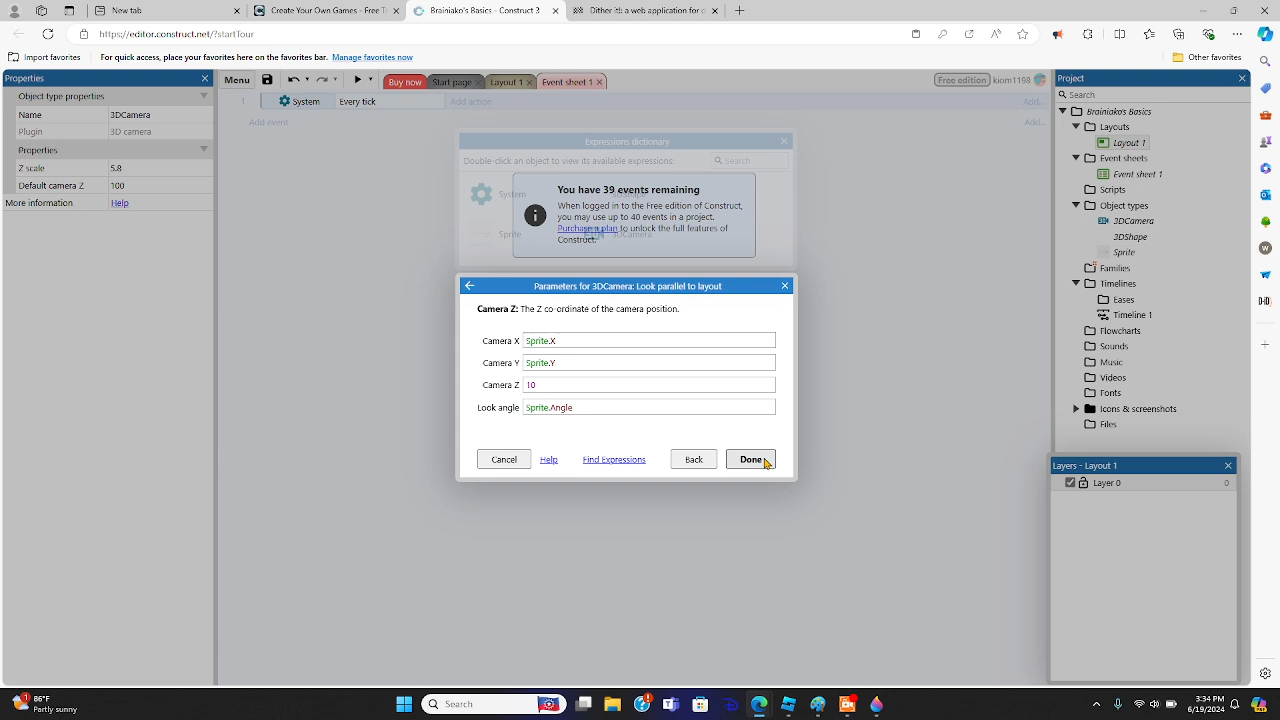 New tab
Create Your Own Games - Free Tr
Brainiako's Basics - Construct 3
Dither it!: a web application for o
https://editor.construct.net/?startTour
Import favorites
For quick access, place your favorites here on the favorites bar.
Manage favorites now
Other favorites
Properties
Menu
Buy now
Start page
Layout 1
Event sheet 1
Free edition
kiom1198
Project
Object type properties
Name
3DCamera
Plugin
3D camera
Properties
Z scale
5.8
Default camera Z
100
More information
Help
1
System
Every tick
Add action
Add...
Add event
Add...
Expressions dictionary
Double-click an object to view its available expressions:
Search
System
Sprite
3DCamera
You have 39 events remaining
When logged in to the Free edition of Construct,
you may use up to 40 events in a project.
Purchase plan to unlock the full features of
Construct.
Parameters for 3DCamera: Look parallel to layout
Camera Z: The Z co-ordinate of the camera position.
Camera X
Sprite.X
Camera Y
Sprite.Y
Camera Z
10
Look angle
Sprite.Angle
Cancel
Help
Find Expressions
Back
Done
Search
Brainiako's Basics
Layouts
Layout 1
Event sheets
Event sheet 1
Scripts
Object types
3DCamera
3DShape
Sprite
Families
Timelines
Eases
Timeline 1
Flowcharts
Sounds
Music
Videos
Fonts
Icons & screenshots
Files
Layers - Layout 1
Layer 0
0
1
86°F
Partly sunny
Search
3:34 PM
6/19/2024